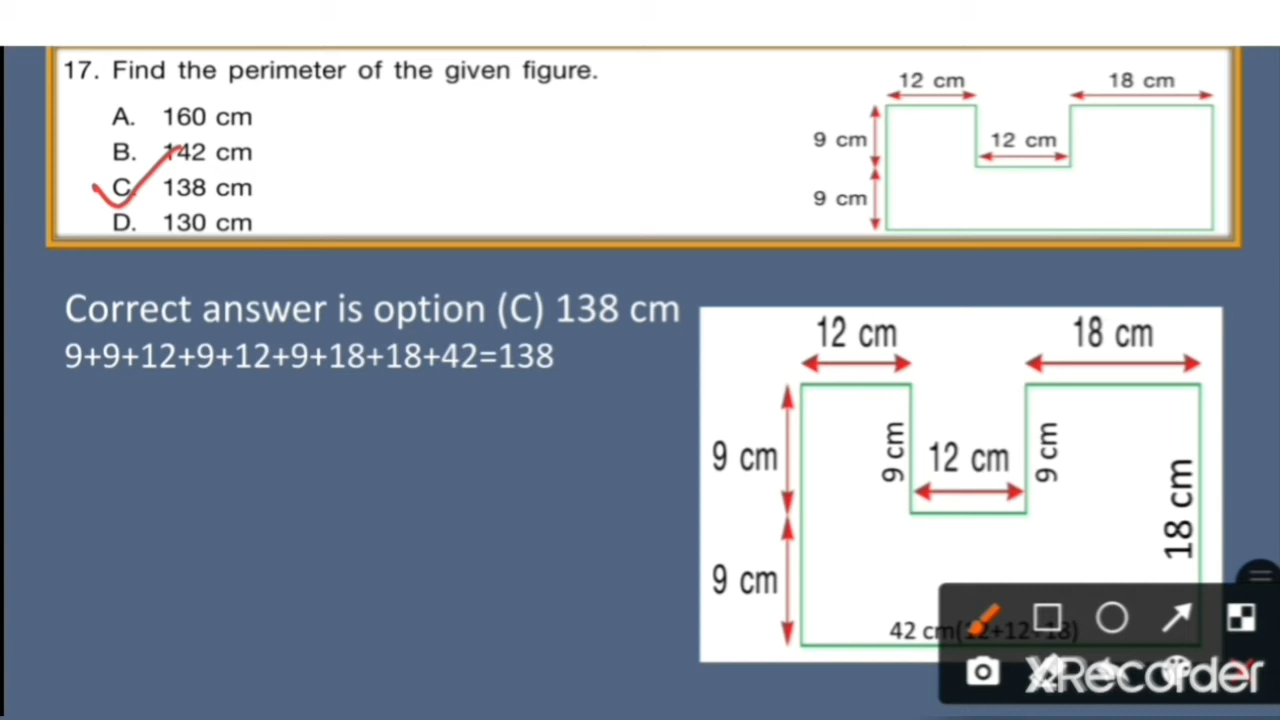 17. Find the perimeter of the given figure.
A. 160 cm
B. 142 cm
C. 138 cm
D. 130 cm
12 cm
18 cm
9 cm
12 cm
9 cm
Correct answer is option (C) 138 cm
9+9+12+9+12+9+18+18+42=138
12 cm
18 cm
9 cm
9 cm
12 cm
9 cm
18 cm
9 cm
42 cm(12+12+18)
XRecorder